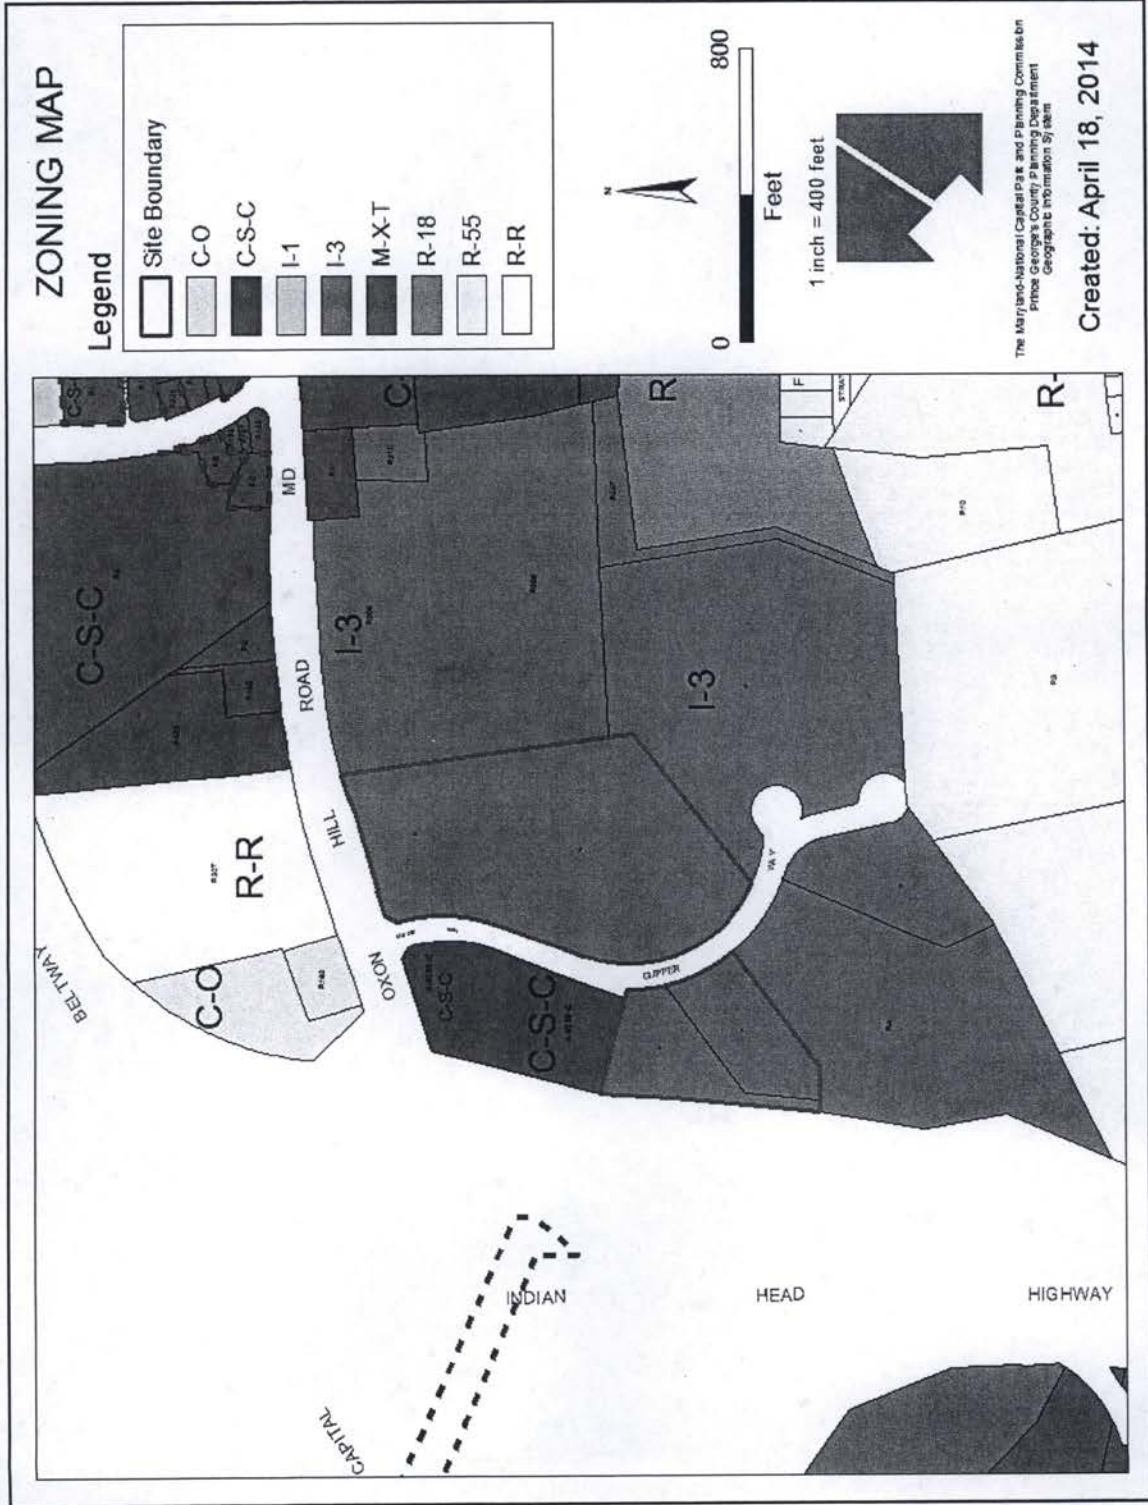 ZONING MAP
Legend
Site Boundary
C-O
C-S-C
I-1
I-3
M-X-T
R-18
R-55
R-R
N
0
800
Feet
1 inch = 400 feet
The Maryland-National Capital Park and Planning Commission
Prince George's County Planning Department
Geographic Information System
Created: April 18, 2014
BELTWAY
C-O
R-R
C-S-C
C-S-C
OXON
HILL
ROAD
MD
C-
I-3
I-3
R
F
R-
C-S-C
C-S-C
CLIPPER
WAY
2
CAPITAL
INDIAN
HEAD
HIGHWAY